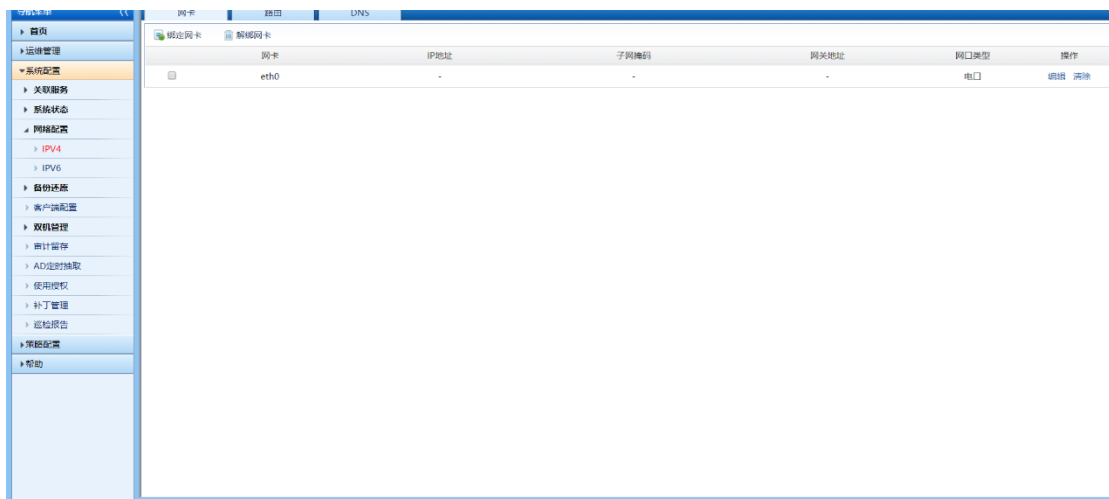 导航菜单
网卡 路由 DNS
首页
绑定网卡 解绑网卡
运维管理
网卡 IP地址 子网掩码 网关地址 网口类型 操作
系统配置
eth0 - - - 电口 编辑 清除
关联服务
系统状态
网络配置
IPV4
IPV6
备份还原
客户端配置
双机管理
审计留存
AD定时抽取
使用授权
补丁管理
巡检报告
策略配置
帮助